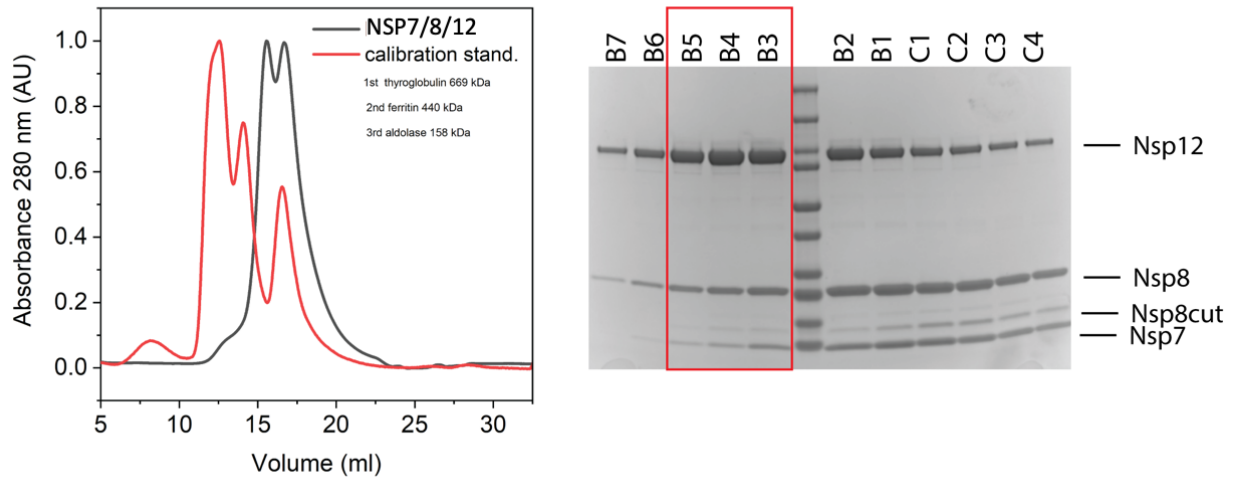 NSP7/8/12
calibration stand.
1st thyroglobulin 669 kDa
2nd ferritin 440 kDa
3rd aldolase 158 kDa
Absorbance 280 nm (AU)
1.0
0.8
0.6
0.4
0.2
0.0
5 10 15 20 25 30
Volume (ml)
B7 B6 B5 B4 B3 B2 B1 C1 C2 C3 C4
Nsp12
Nsp8
Nsp8cut
Nsp7